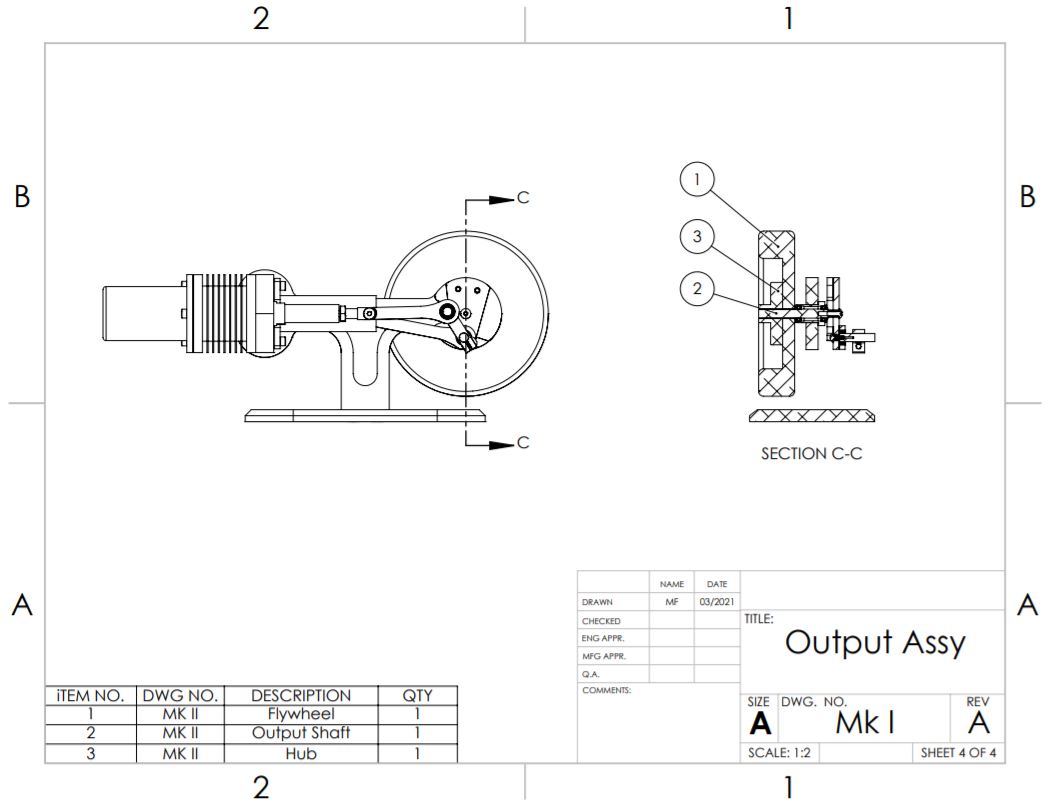 2 1
B B
C
1
3
2
C
SECTION C-C
A A
NAME DATE
DRAWN MF 03/2021
CHECKED
ENG APPR.
MFG APPR.
Q.A.
COMMENTS:
TITLE:
Output Assy
SIZE DWG. NO. REV
A Mk I A
SCALE: 1:2 SHEET 4 OF 4
iTEM NO. DWG NO. DESCRIPTION QTY
1 MK II Flywheel 1
2 MK II Output Shaft 1
3 MK II Hub 1
2 1